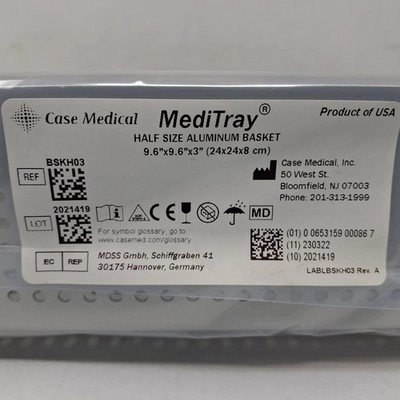 Case Medical
MediTray®
Product of USA
HALF SIZE ALUMINUM BASKET
9.6"x9.6"x3" (24x24x8 cm)
BSKH03
REF
LOT
2021419
CE
MD
For symbol glossary, go to
www.casemed.com/glossary
EC REP
MDSS Gmbh, Schiffgraben 41
30175 Hannover, Germany
Case Medical, Inc.
50 West St.
Bloomfield, NJ 07003
Phone: 201-313-1999
(01) 0 0653159 00086 7
(11) 230322
(10) 2021419
LABLBSKH03 Rev. A